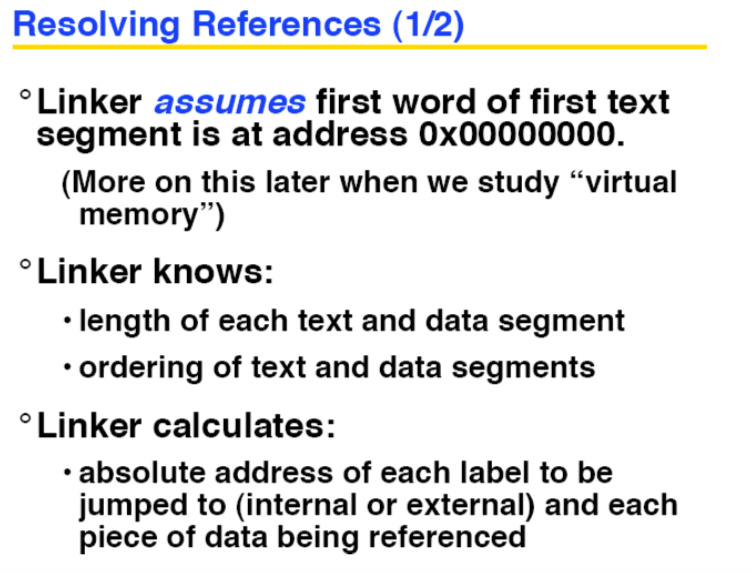 Resolving References (1/2)
° Linker assumes first word of first text
segment is at address 0x00000000.
(More on this later when we study “virtual
memory”)
° Linker knows:
• length of each text and data segment
• ordering of text and data segments
° Linker calculates:
• absolute address of each label to be
jumped to (internal or external) and each
piece of data being referenced